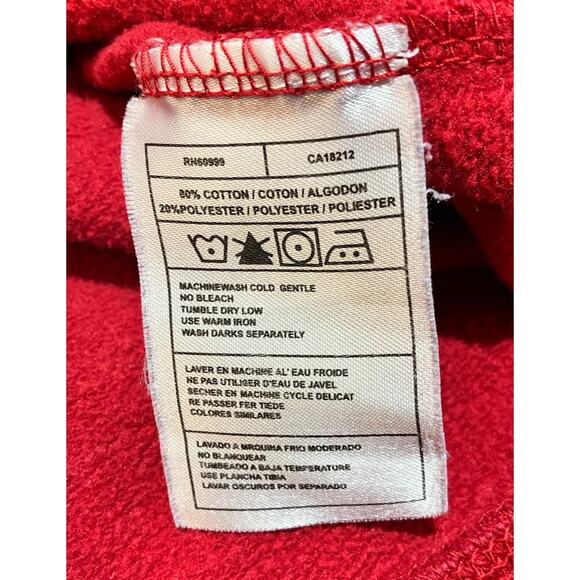 RN60999 CA18212
80% COTTON / COTON / ALGODON
20%POLYESTER / POLYESTER / POLIESTER
MACHINEWASH COLD GENTLE
NO BLEACH
TUMBLE DRY LOW
USE WARM IRON
WASH DARKS SEPARATELY
LAVER EN MACHINE AL' EAU FROIDE
NE PAS UTILISER D'EAU DE JAVEL
SECHER EN MACHINE CYCLE DELICAT
RE PASSER FER TIEDE
COLORES SIMILARES
LAVADO A MRQUINA FRIO MODERADO
NO BLANQUEAR
TUMBEADO A BAJA TEMPERATURE
USE PLANCHA TIBIA
LAVAR OSCUROS POR SEPARADO